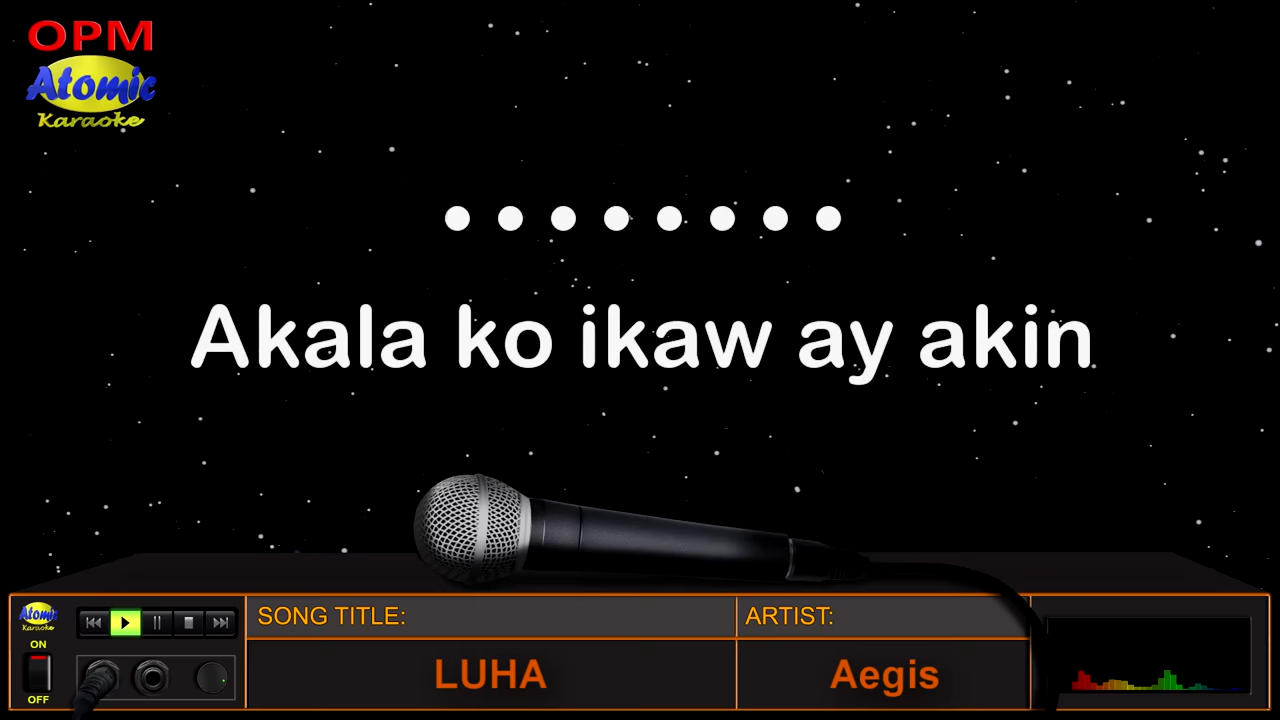 OPM
Atomic
Karaoke
Akala ko ikaw ay akin
Atomic
Karaoke
ON
OFF
SONG TITLE:
LUHA
ARTIST:
Aegis